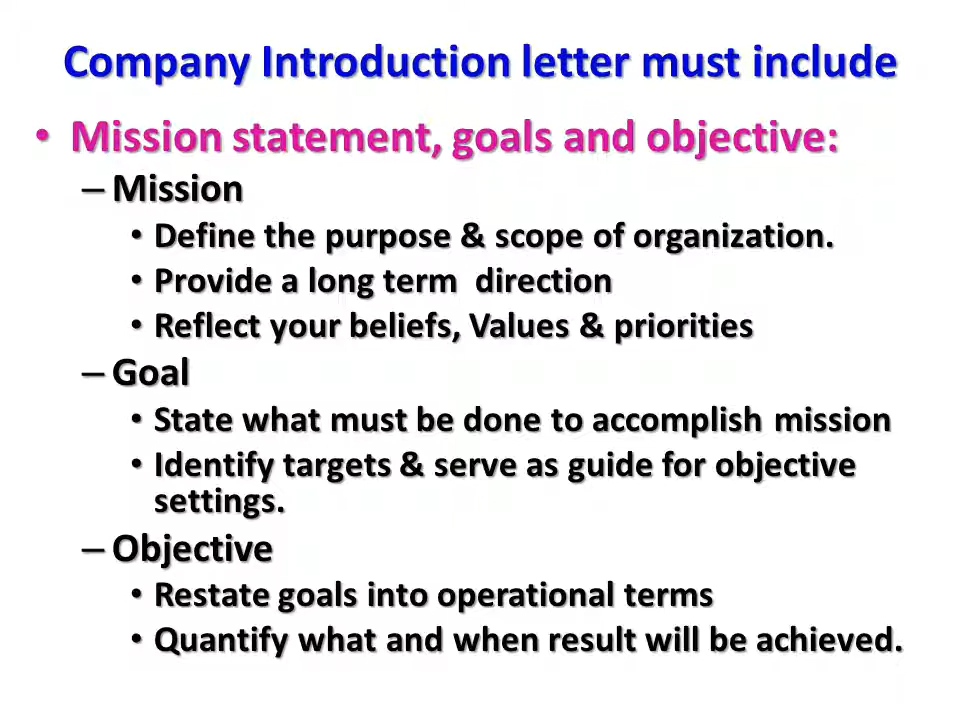 Company Introduction letter must include
• Mission statement, goals and objective:
– Mission
• Define the purpose & scope of organization.
• Provide a long term  direction
• Reflect your beliefs, Values & priorities
– Goal
• State what must be done to accomplish mission
• Identify targets & serve as guide for objective
settings.
– Objective
• Restate goals into operational terms
• Quantify what and when result will be achieved.